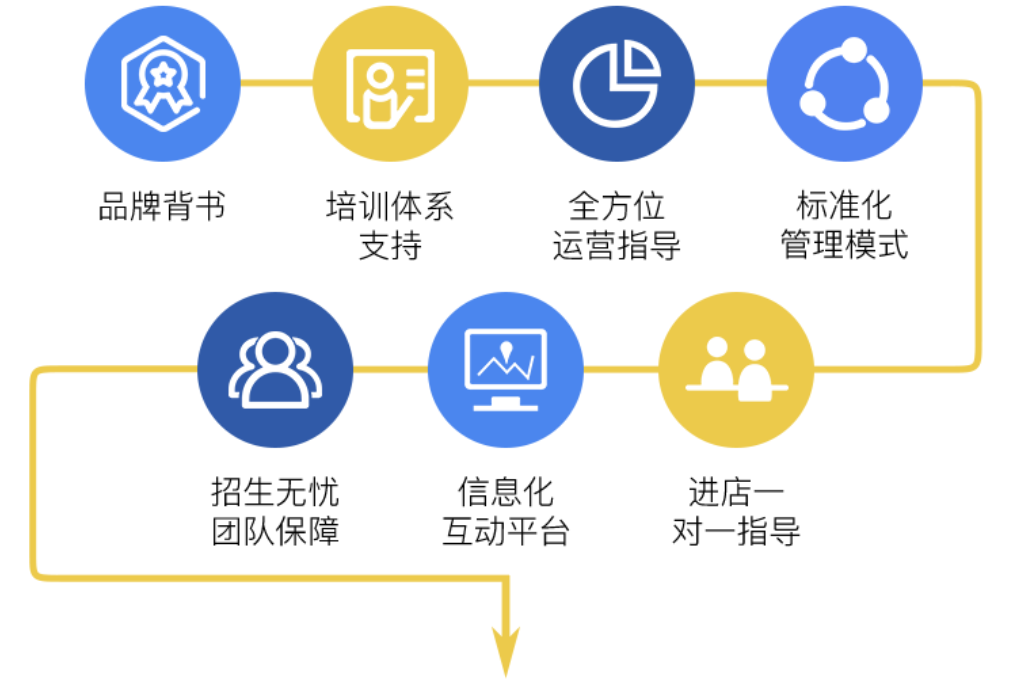 品牌背书
培训体系
支持
全方位
运营指导
标准化
管理模式
招生无忧
团队保障
信息化
互动平台
进店一
对一指导